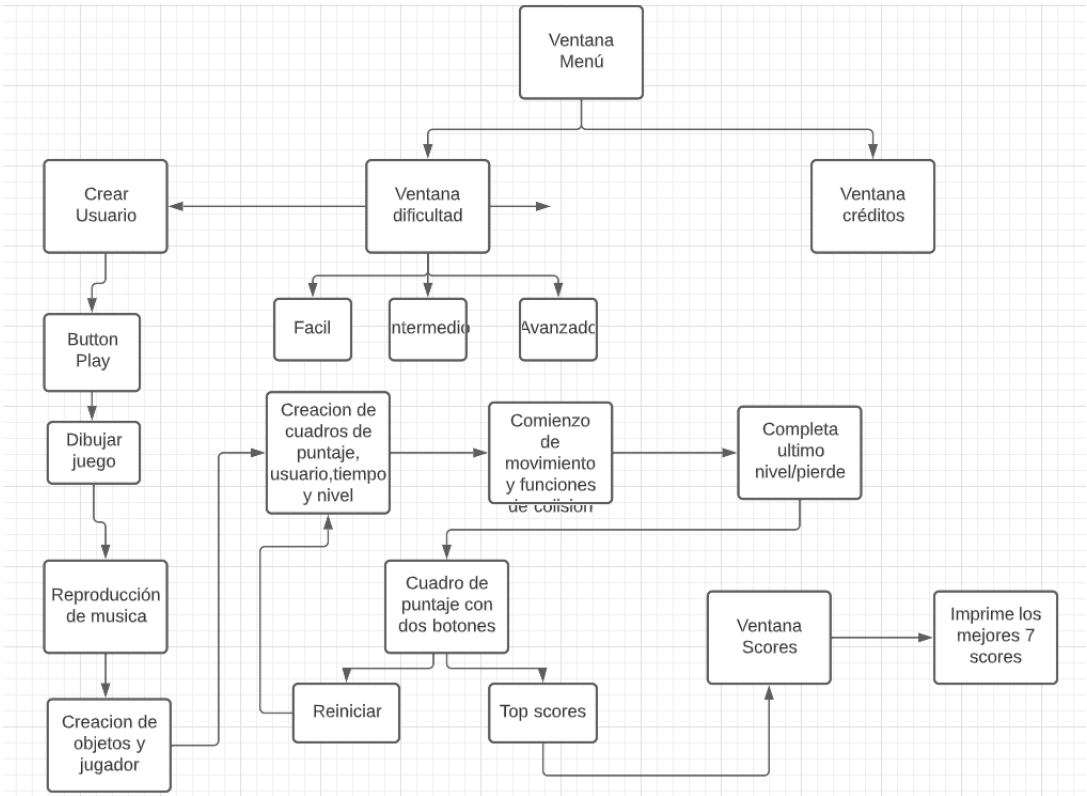 Ventana
Menú
Crear
Usuario
Ventana
dificultad
Ventana
créditos
Facil
ntermedio
Avanzado
Button
Play
Dibujar
juego
Creacion de
cuadros de
puntaje,
usuario,tiempo
y nivel
Comienzo
de
movimiento
y funciones
de colision
Completa
ultimo
nivel/pierde
Reproducción
de musica
Cuadro de
puntaje con
dos botones
Ventana
Scores
Imprime los
mejores 7
scores
Reiniciar
Top scores
Creacion de
objetos y
jugador